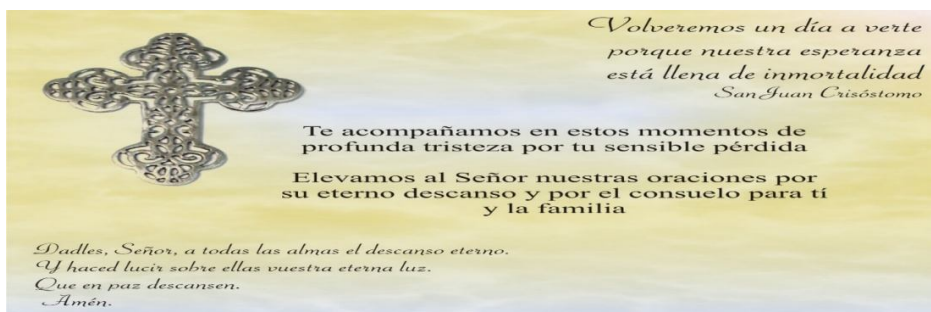 Volveremos un día a verte
porque nuestra esperanza
está llena de inmortalidad
San Juan Crisóstomo
Te acompañamos en estos momentos de
profunda tristeza por tu sensible pérdida
Elevamos al Señor nuestras oraciones por
su eterno descanso y por el consuelo para tí
y la familia
Dadles, Señor, a todas las almas el descanso eterno.
Y haced lucir sobre ellas vuestra eterna luz.
Que en paz descansen.
Amén.